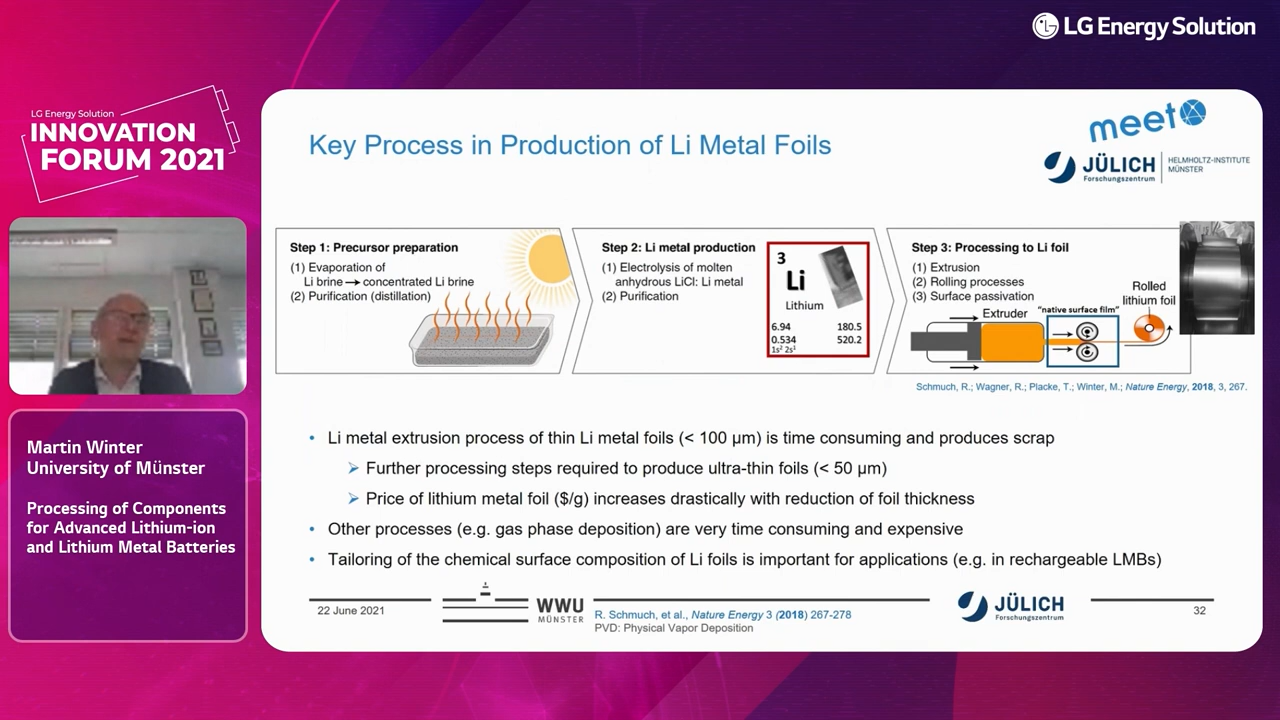 LG Energy Solution
LG Energy Solution
INNOVATION
FORUM 2021
Martin Winter
University of Münster
Processing of Components
for Advanced Lithium-ion
and Lithium Metal Batteries
Key Process in Production of Li Metal Foils
meet
JÜLICH
Forschungszentrum
HELMHOLTZ-INSTITUTE
MÜNSTER
Step 1: Precursor preparation
(1) Evaporation of
Li brine → concentrated Li brine
(2) Purification (distillation)
Step 2: Li metal production
(1) Electrolysis of molten
anhydrous LiCl: Li metal
(2) Purification
3
Li
Lithium
6.94 180.5
0.534 520.2
1s² 2s¹
Step 3: Processing to Li foil
(1) Extrusion
(2) Rolling processes
(3) Surface passivation
Extruder
"native surface film"
Rolled
lithium foil
Schmuch, R.; Wagner, R.; Placke, T.; Winter, M.; Nature Energy, 2018, 3, 267.
• Li metal extrusion process of thin Li metal foils (< 100 µm) is time consuming and produces scrap
➢ Further processing steps required to produce ultra-thin foils (< 50 µm)
➢ Price of lithium metal foil ($/g) increases drastically with reduction of foil thickness
• Other processes (e.g. gas phase deposition) are very time consuming and expensive
• Tailoring of the chemical surface composition of Li foils is important for applications (e.g. in rechargeable LMBs)
22 June 2021
WWU
MÜNSTER
R. Schmuch, et al., Nature Energy 3 (2018) 267-278
PVD: Physical Vapor Deposition
JÜLICH
Forschungszentrum
32